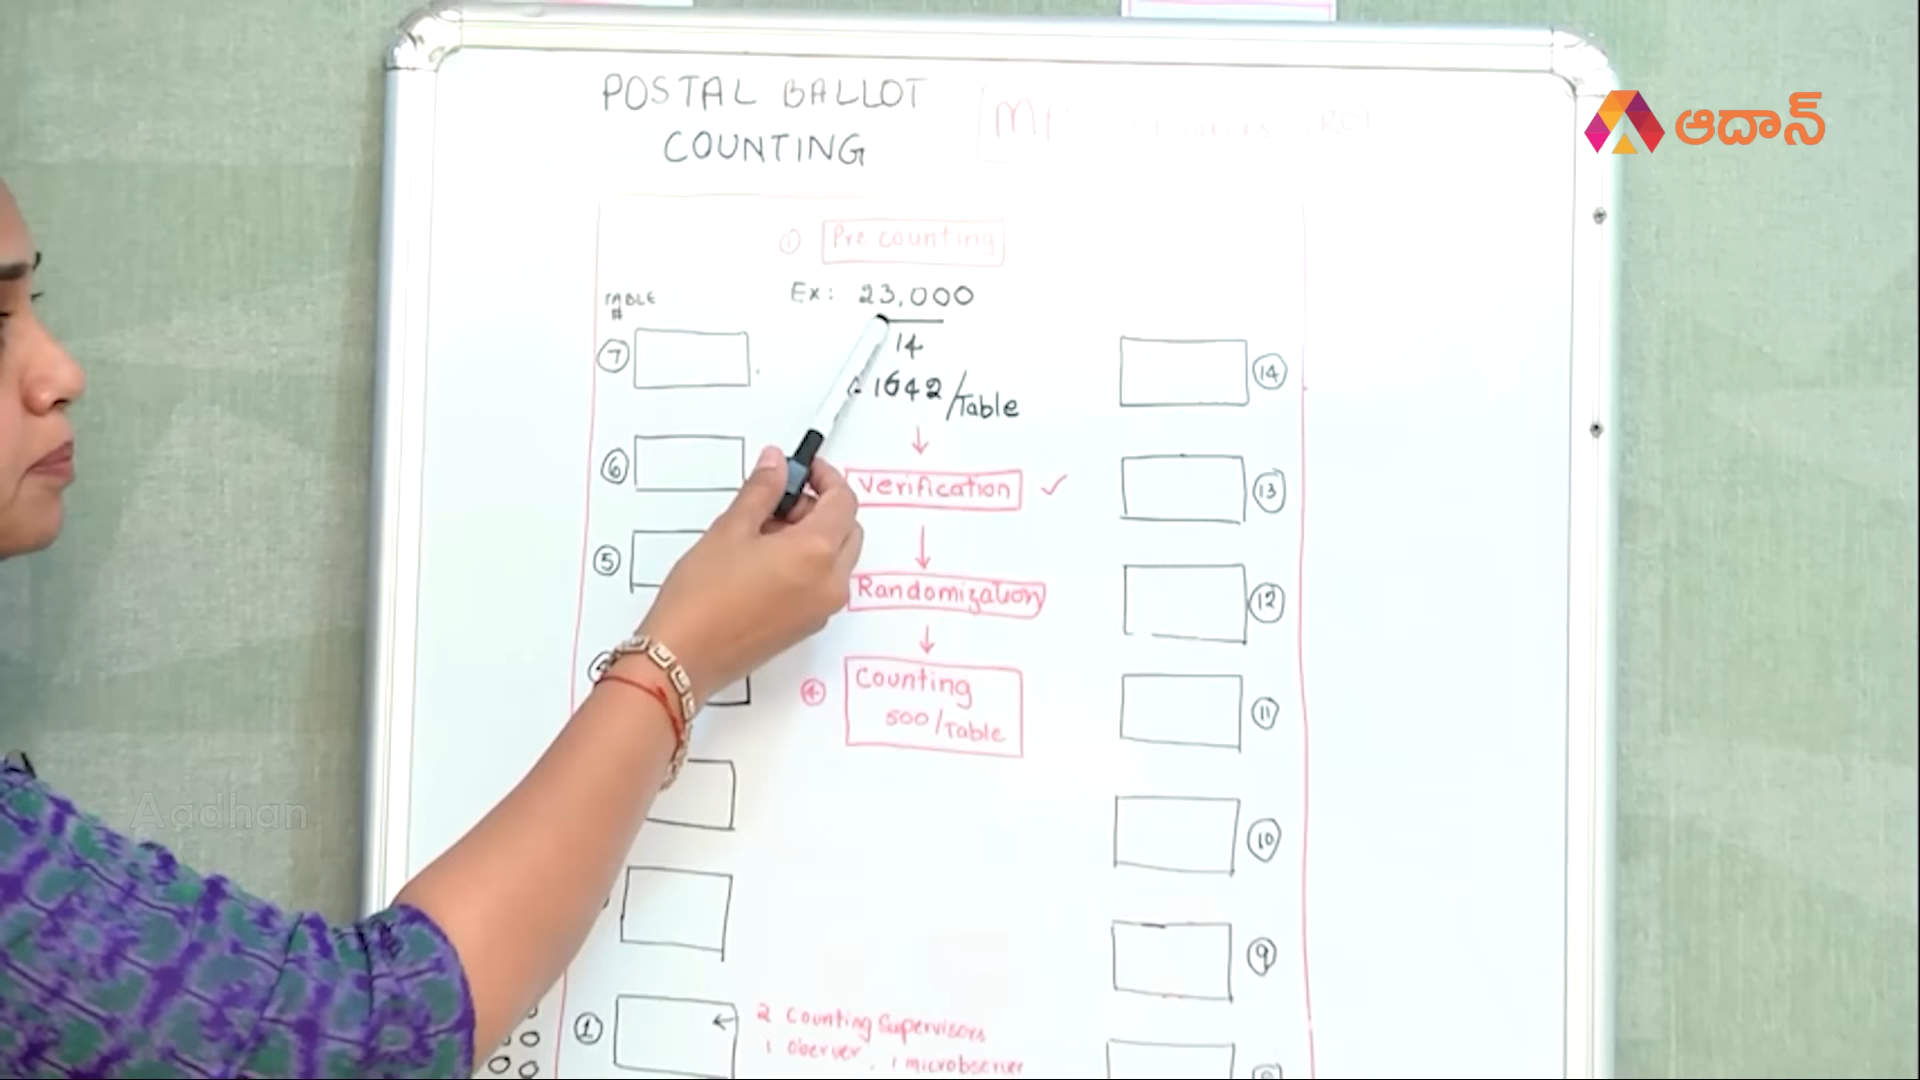 POSTAL BALLOT
COUNTING
ఆదాన్
① Pre counting
Ex: 23,000
14
1642/Table
TABLE
#
⑦
⑥
⑤
①
Verification ✓
Randomization
④ Counting
500/Table
⑭
⑬
⑫
⑪
⑩
⑨
2 Counting Supervisors
1 oberver, 1 microbserver
Aadhan